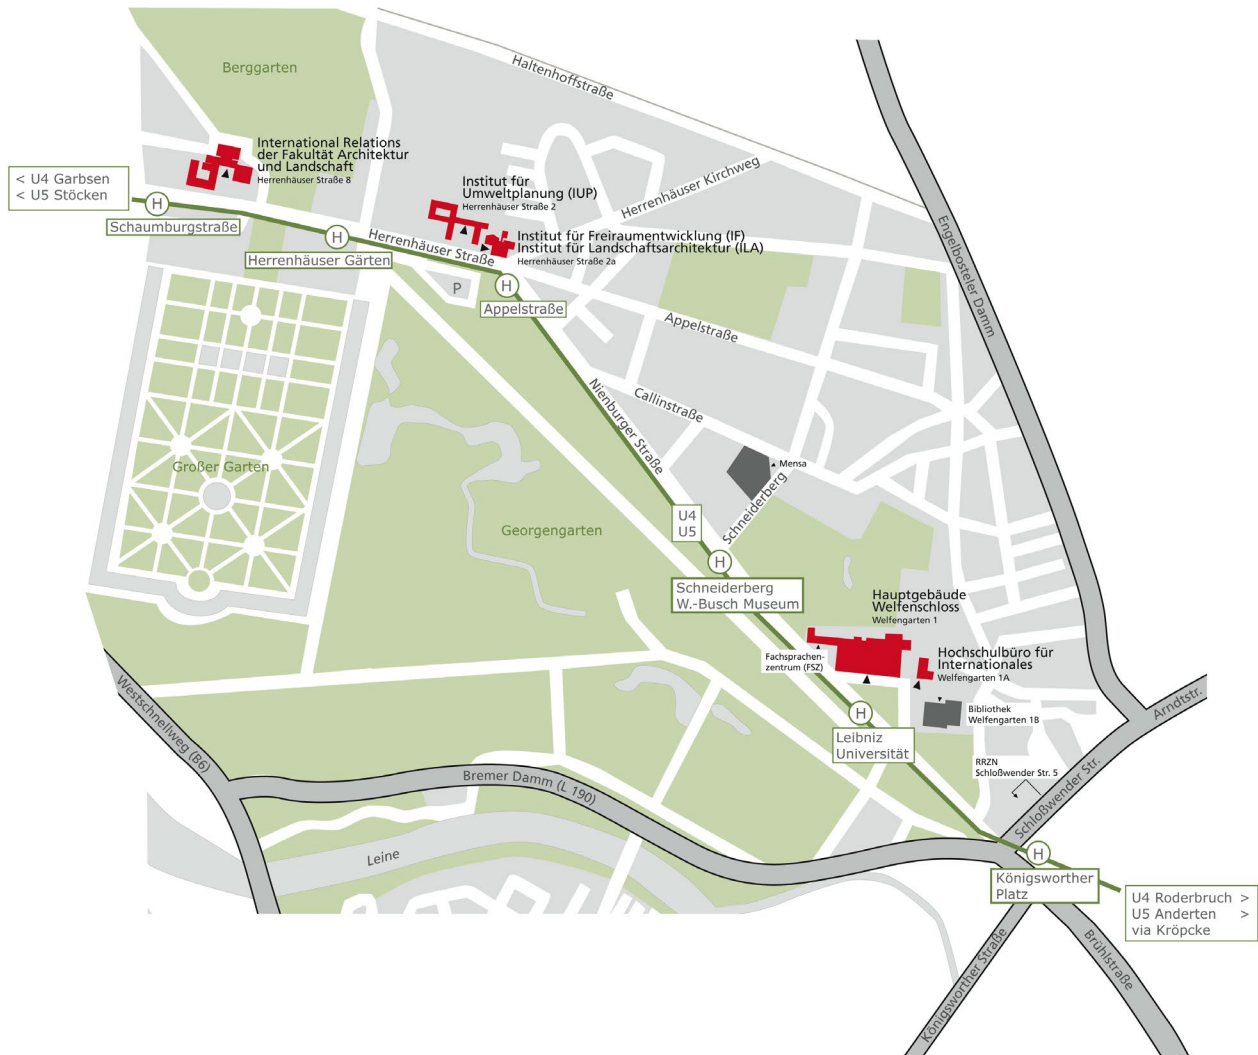 Haltenhoffstraße
Berggarten
International Relations
der Fakultät Architektur
und Landschaft
Herrenhäuser Straße 8
< U4 Garbsen
< U5 Stöcken
H
Schaumburgstraße
H
Herrenhäuser Gärten
Herrenhäuser Straße
Institut für
Umweltplanung (IUP)
Herrenhäuser Straße 2
Herrenhäuser Kirchweg
Institut für Freiraumentwicklung (IF)
Institut für Landschaftsarchitektur (ILA)
Herrenhäuser Straße 2a
Engelbosteler Damm
P
H
Appelstraße
Appelstraße
Nienburger Straße
Callinstraße
Mensa
Schneiderberg
Großer Garten
Georgengarten
U4
U5
H
Schneiderberg
W.-Busch Museum
Hauptgebäude
Welfenschloss
Welfengarten 1
Fachsprachen-
zentrum (FSZ)
Hochschulbüro für
Internationales
Welfengarten 1A
Bibliothek
Welfengarten 1B
H
Leibniz
Universität
Arndtstr.
RRZN
Schloßwender Str. 5
Schloßwender Str.
Westschnellweg (B6)
Bremer Damm (L 190)
Leine
H
Königsworther
Platz
U4 Roderbruch >
U5 Anderten >
via Kröpcke
Königsworther Straße
Brühlstraße